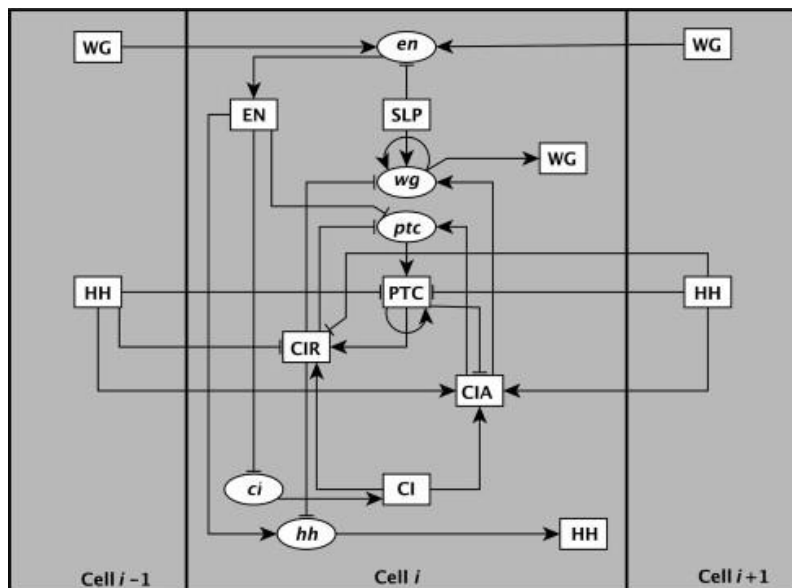 WG
en
WG
EN
SLP
wg
WG
ptc
HH
PTC
HH
CIR
CIA
ci
CI
hh
HH
Cell i-1
Cell i
Cell i+1